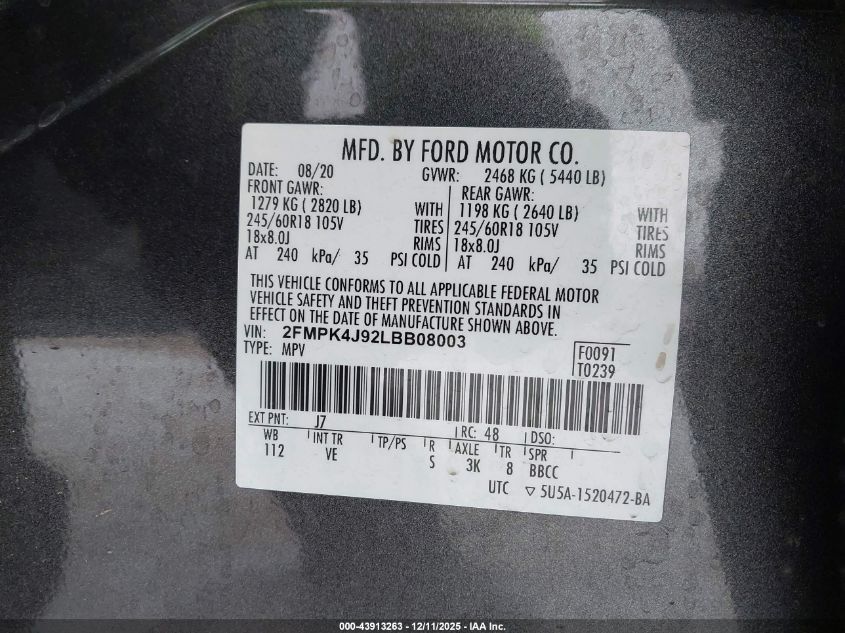 MFD. BY FORD MOTOR CO.
DATE: 08/20 GVWR: 2468 KG ( 5440 LB)
FRONT GAWR: REAR GAWR:
1279 KG ( 2820 LB) WITH 1198 KG ( 2640 LB) WITH
245/60R18 105V TIRES 245/60R18 105V TIRES
18x8.0J RIMS 18x8.0J RIMS
AT 240 kPa/ 35 PSI COLD AT 240 kPa/ 35 PSI COLD
THIS VEHICLE CONFORMS TO ALL APPLICABLE FEDERAL MOTOR
VEHICLE SAFETY AND THEFT PREVENTION STANDARDS IN
EFFECT ON THE DATE OF MANUFACTURE SHOWN ABOVE.
VIN: 2FMPK4J92LBB08003
TYPE: MPV
F0091
T0239
EXT PNT: J7 RC: 48 DSO:
WB INT TR TP/PS R AXLE TR SPR
112 VE S 3K 8 BBCC
UTC ▽ 5U5A-1520472-BA
000-43913263 - 12/11/2025 - IAA Inc.